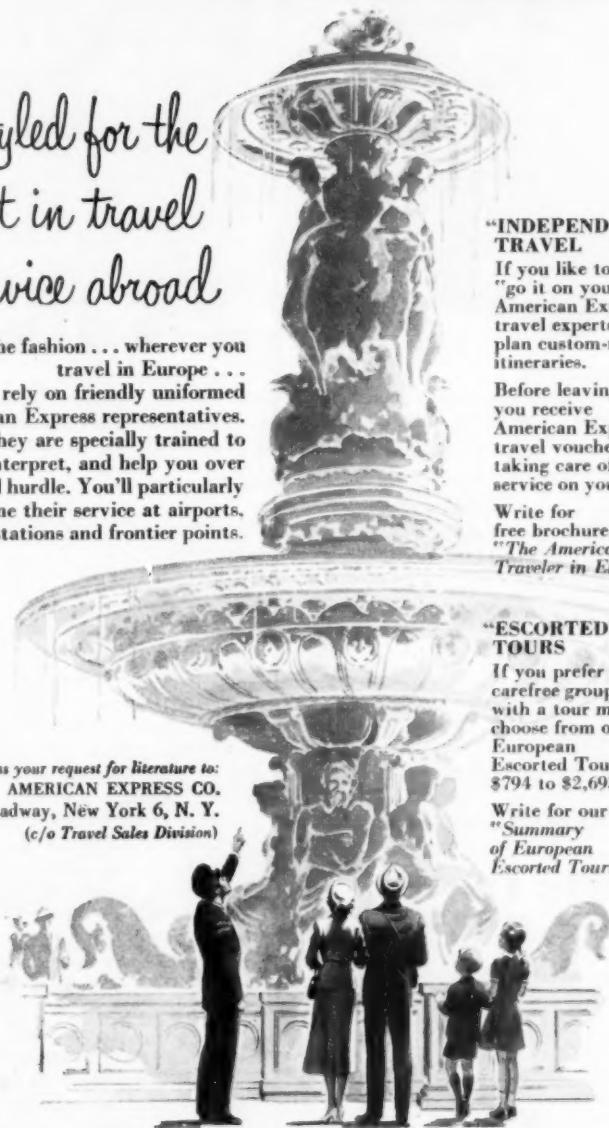 yled for the
t in travel
vice abroad
he fashion . . . wherever you
travel in Europe . . .
rely on friendly uniformed
an Express representatives.
hey are specially trained to
nterpret, and help you over
l hurdle. You'll particularly
me their service at airports,
stations and frontier points.
us your request for literature to:
AMERICAN EXPRESS CO.
adway, New York 6, N. Y.
(c/o Travel Sales Division)
"INDEPEND
TRAVEL
If you like to
"go it on you
American Ex
travel expert
plan custom-
itineraries.
Before leavin
you receive
American Exp
travel vouche
taking care of
service on you
Write for
free brochure
"The America
Traveler in E
"ESCORTED
TOURS
If you prefer
carefree group
with a tour m
choose from o
European
Escorted Tou
$794 to $2,69
Write for our
"Summary
of European
Escorted Tour